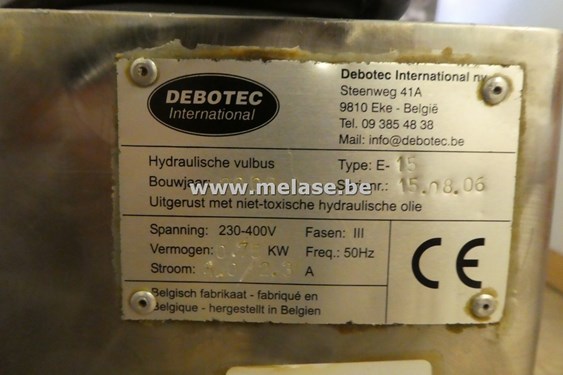 DEBOTEC
International
Debotec International nv
Steenweg 41A
9810 Eke - België
Tel. 09 385 48 38
Mail: info@debotec.be
Hydraulische vulbus Type: E-15
Bouwjaar: nr.: 15.08.06
www.melase.be
Uitgerust met niet-toxische hydraulische olie
Spanning: 230-400V Fasen: III
Vermogen: KW Freq.: 50Hz
Stroom: A
CE
Belgisch fabrikaat - fabriqué en
Belgique - hergestellt in Belgien